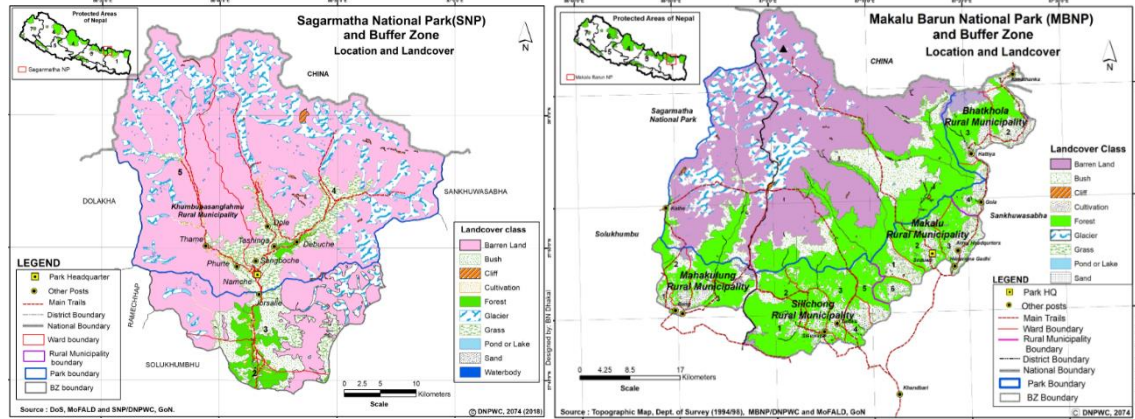 Protected Areas
of Nepal
Sagarmatha NP
Sagarmatha National Park(SNP)
and Buffer Zone
Location and Landcover
N
CHINA
DOLAKHA
SANKHUWASABHA
RAMECHHAP
SOLUKHUMBHU
5
4
3
2
Khumbupasanglahmu
Rural Municipality
Dole
Tashinga
Debuche
Thame
Sangboche
Phurte
Namche
Jorsalle
LEGEND
Park Headquarter
Other Posts
Main Trails
District Boundary
National Boundary
Ward boundary
Rural Municipality
boundary
Park boundary
BZ boundary
Landcover class
Barren Land
Bush
Cliff
Cultivation
Forest
Glacier
Grass
Pond or Lake
Sand
Waterbody
0 2.5 5 10
Kilometers
Scale
Source : DoS, MoFALD and SNP/DNPWC, GoN.
© DNPWC, 2074 (2018)
Designed by:BN Dhakal
Protected Areas
of Nepal
Makalu Barun NP
Makalu Barun National Park (MBNP)
and Buffer Zone
Location and Landcover
N
CHINA
Sagarmatha
National Park
Solukhumbu
Sankhuwasabha
Bhatkhola
Rural Municipality
Makalu
Rural Municipality
Mahakulung
Rural Municipality
Silichong
Rural Municipality
Kothe
Gola
Army Headquarters
Khandbari
Landcover Class
Barren Land
Bush
Cliff
Cultivation
Forest
Glacier
Grass
Pond or Lake
Sand
LEGEND
Park HQ
Other posts
Main Trails
Ward Boundary
Rural Municipality
Boundary
District Boundary
National Boundary
Park Boundary
BZ Boundary
0 4.25 8.5 17
Kilometers
Scale
Source : Topographic Map, Dept. of Survey (1994/98), MBNP/DNPWC and MoFALD, GoN
© DNPWC, 2074